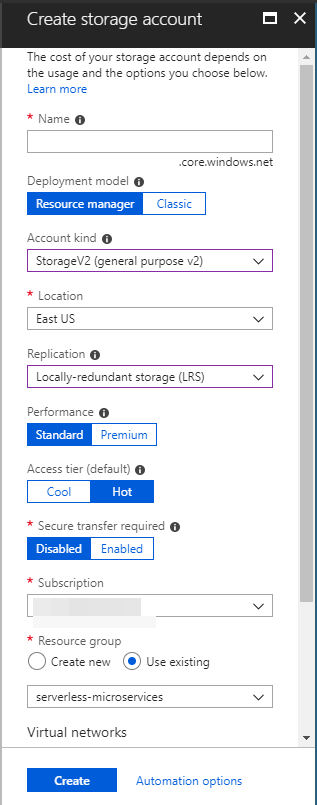 Create storage account
The cost of your storage account depends on
the usage and the options you choose below.
Learn more
* Name
.core.windows.net
Deployment model
Resource manager Classic
Account kind
StorageV2 (general purpose v2)
* Location
East US
Replication
Locally-redundant storage (LRS)
Performance
Standard Premium
Access tier (default)
Cool Hot
* Secure transfer required
Disabled Enabled
* Subscription
* Resource group
Create new Use existing
serverless-microservices
Virtual networks
Create Automation options